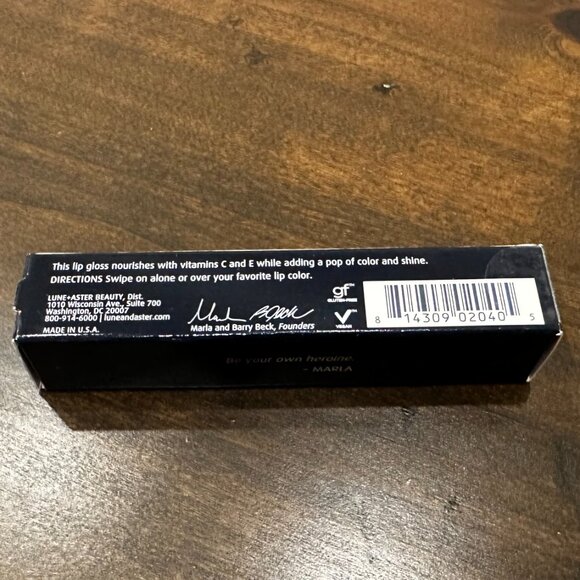 This lip gloss nourishes with vitamins C and E while adding a pop of color and shine.
DIRECTIONS Swipe on alone or over your favorite lip color.
LUNE+ASTER BEAUTY, Dist.
1010 Wisconsin Ave., Suite 700
Washington, DC 20007
800-914-6000 | luneandaster.com
MADE IN U.S.A.
Marla and Barry Beck, Founders
gf
GLUTEN-FREE
V
VEGAN
8 14309 02040 5
Be your own heroine.
- MARLA